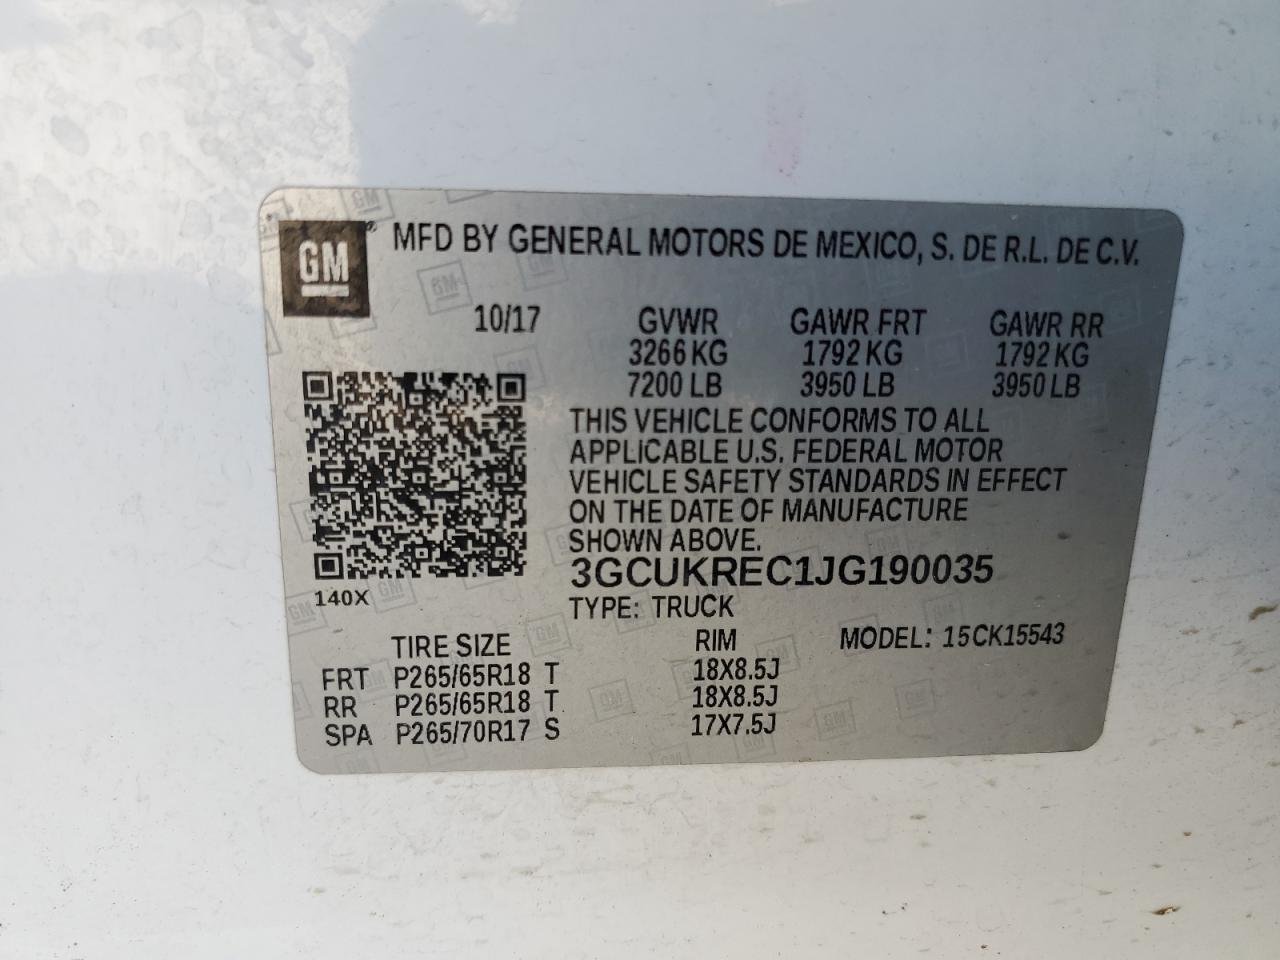 GM ® MFD BY GENERAL MOTORS DE MEXICO, S. DE R.L. DE C.V.
10/17 GVWR GAWR FRT GAWR RR
3266 KG 1792 KG 1792 KG
7200 LB 3950 LB 3950 LB
THIS VEHICLE CONFORMS TO ALL
APPLICABLE U.S. FEDERAL MOTOR
VEHICLE SAFETY STANDARDS IN EFFECT
ON THE DATE OF MANUFACTURE
SHOWN ABOVE.
3GCUKREC1JG190035
140X TYPE: TRUCK
TIRE SIZE RIM MODEL: 15CK15543
FRT P265/65R18 T 18X8.5J
RR P265/65R18 T 18X8.5J
SPA P265/70R17 S 17X7.5J